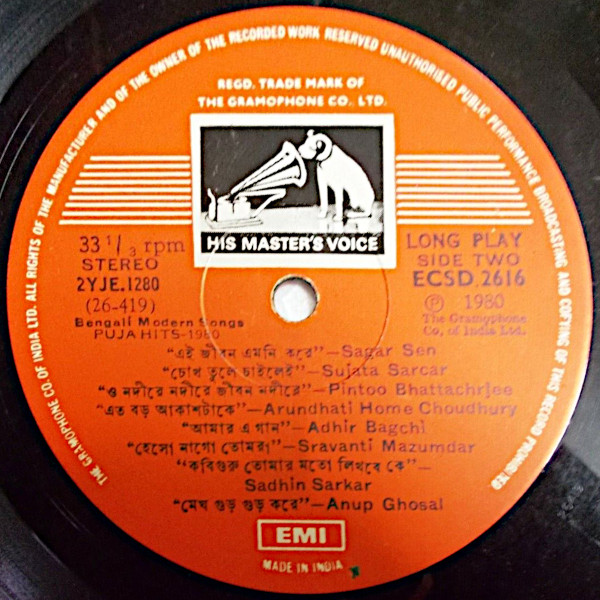 THE GRAMOPHONE CO. OF INDIA LTD. ALL RIGHTS OF THE MANUFACTURER AND OF THE OWNER OF THE RECORDED WORK RESERVED UNAUTHORISED PUBLIC PERFORMANCE BROADCASTING AND COPYING OF THIS RECORD PROHIBITED
REGD. TRADE MARK OF
THE GRAMOPHONE CO. LTD.
HIS MASTER'S VOICE
33 1/3 rpm
STEREO
2YJE.1280
(26-419)
Bengali Modern Songs
PUJA HITS-1980
LONG PLAY
SIDE TWO
ECSD.2616
Ⓟ 1980
The Gramophone
Co. of India Ltd.
"এই জীবন এমনি করে"—Sagar Sen
"চোখ তুলে চাইলেই"—Sujata Sarcar
"ও নদীরে নদীরে জীবন নদীরে"—Pintoo Bhattachrjee
"এত বড় আকাশটাকে"—Arundhati Home Choudhury
"আমার এ গান"—Adhir Bagchi
"হেসো নাগো তোমরা"—Sravanti Mazumdar
"কবিগুরু তোমার মতো লিখবে কে"—
Sadhin Sarkar
"মেঘ গুড় গুড় করে"—Anup Ghosal
EMI
MADE IN INDIA